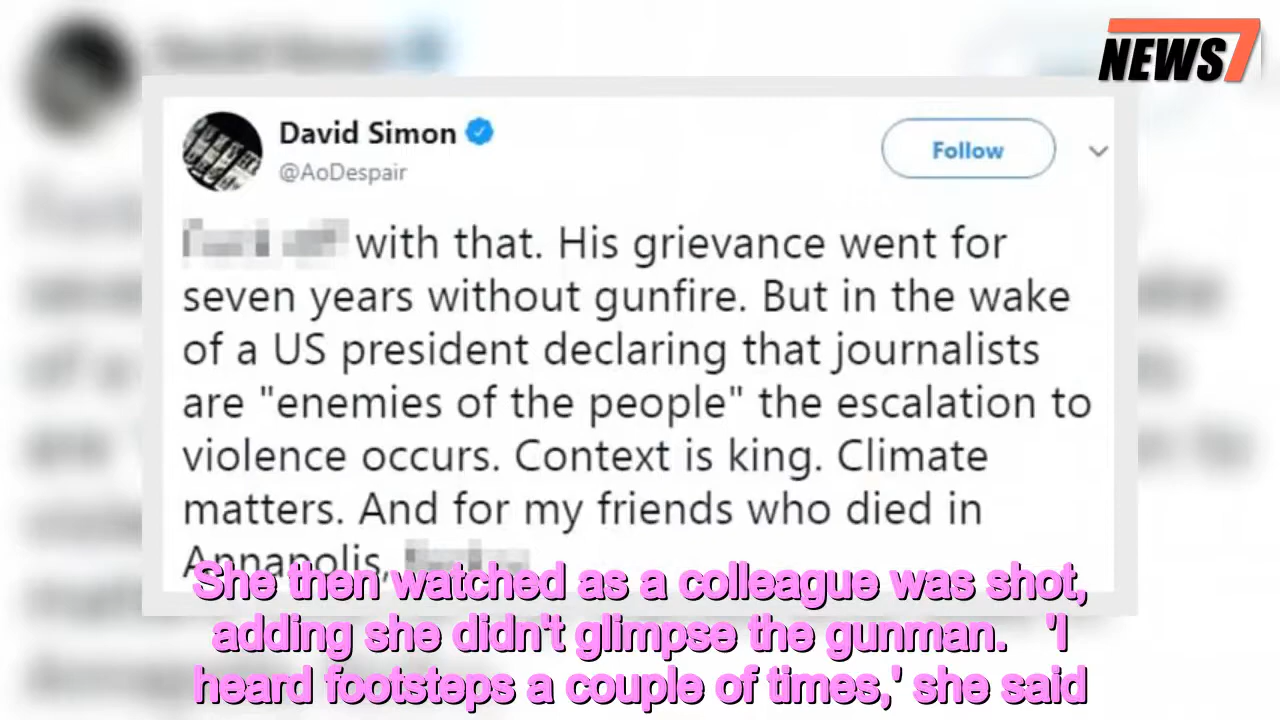 NEWS7
David Simon
@AoDespair
Follow
with that. His grievance went for
seven years without gunfire. But in the wake
of a US president declaring that journalists
are "enemies of the people" the escalation to
violence occurs. Context is king. Climate
matters. And for my friends who died in
Annapolis,
She then watched as a colleague was shot,
adding she didn't glimpse the gunman. 'I
heard footsteps a couple of times,' she said